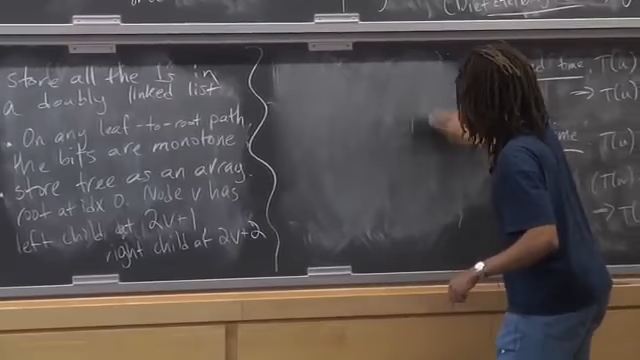 store all the 1s in
a doubly linked list
• On any leaf-to-root path,
the bits are monotone
• store tree as an array.
root at idx 0. Node v has
left child at 2v+1
right child at 2v+2
time, T(u)
→ T(u)
time T(u)
(T(u)
→ T(